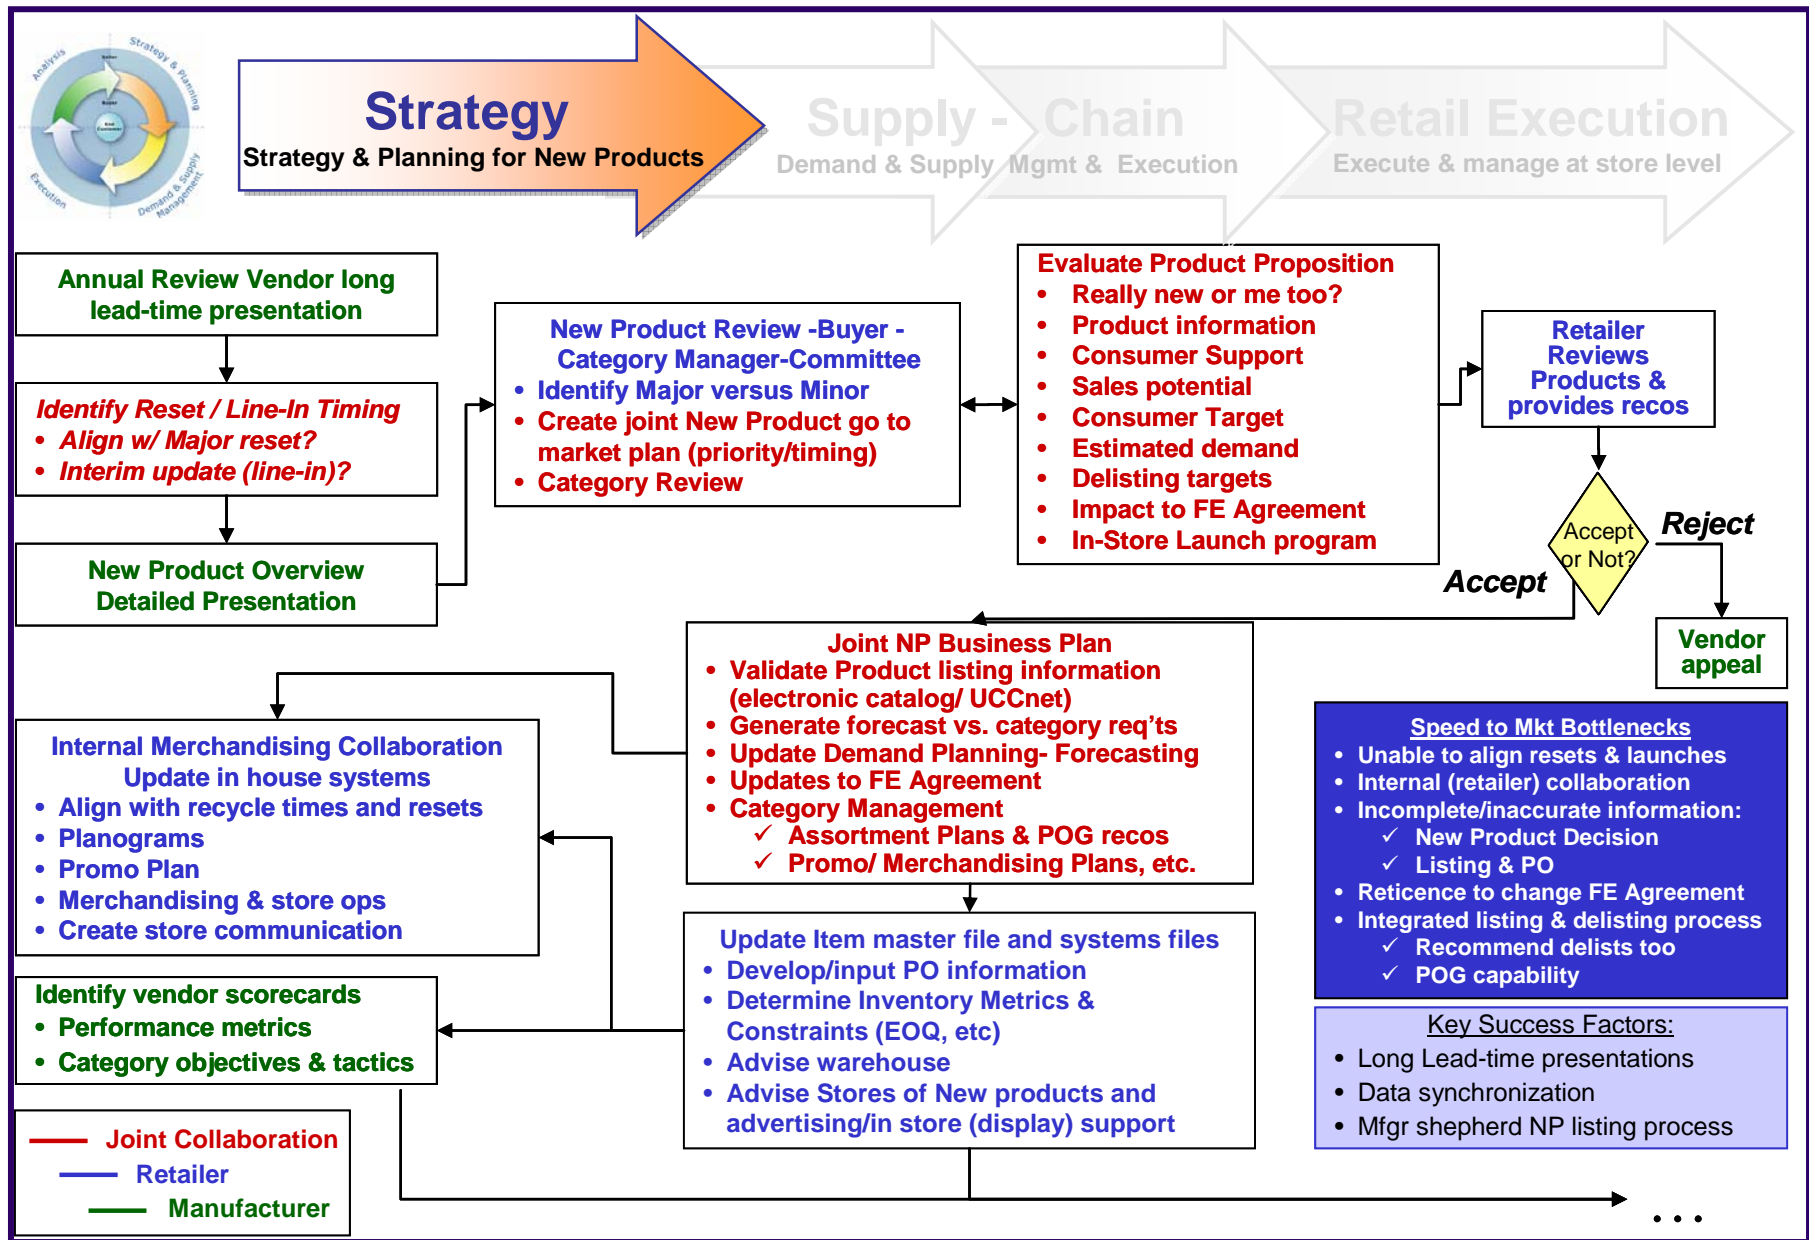 Analysis
Strategy & Planning
Execution
Demand & Supply
Management
Seller
Buyer
End
Customer
Strategy
Strategy & Planning for New Products
Supply - Chain
Demand & Supply Mgmt & Execution
Retail Execution
Execute & manage at store level
Annual Review Vendor long
lead-time presentation
Identify Reset / Line-In Timing
• Align w/ Major reset?
• Interim update (line-in)?
New Product Overview
Detailed Presentation
New Product Review -Buyer -
Category Manager-Committee
• Identify Major versus Minor
• Create joint New Product go to
market plan (priority/timing)
• Category Review
Evaluate Product Proposition
• Really new or me too?
• Product information
• Consumer Support
• Sales potential
• Consumer Target
• Estimated demand
• Delisting targets
• Impact to FE Agreement
• In-Store Launch program
Retailer
Reviews
Products &
provides recos
Accept
or Not?
Reject
Accept
Vendor
appeal
Joint NP Business Plan
• Validate Product listing information
(electronic catalog/ UCCnet)
• Generate forecast vs. category req'ts
• Update Demand Planning- Forecasting
• Updates to FE Agreement
• Category Management
✓ Assortment Plans & POG recos
✓ Promo/ Merchandising Plans, etc.
Internal Merchandising Collaboration
Update in house systems
• Align with recycle times and resets
• Planograms
• Promo Plan
• Merchandising & store ops
• Create store communication
Update Item master file and systems files
• Develop/input PO information
• Determine Inventory Metrics &
Constraints (EOQ, etc)
• Advise warehouse
• Advise Stores of New products and
advertising/in store (display) support
Identify vendor scorecards
• Performance metrics
• Category objectives & tactics
Speed to Mkt Bottlenecks
• Unable to align resets & launches
• Internal (retailer) collaboration
• Incomplete/inaccurate information:
✓ New Product Decision
✓ Listing & PO
• Reticence to change FE Agreement
• Integrated listing & delisting process
✓ Recommend delists too
✓ POG capability
Key Success Factors:
• Long Lead-time presentations
• Data synchronization
• Mfgr shepherd NP listing process
Joint Collaboration
Retailer
Manufacturer
. . .